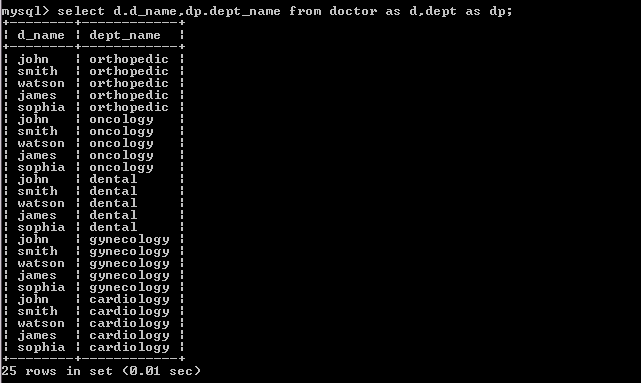 mysql> select d.d_name,dp.dept_name from doctor as d,dept as dp;
+--------+------------+
¦ d_name ¦ dept_name  ¦
+--------+------------+
¦ john   ¦ orthopedic ¦
¦ smith  ¦ orthopedic ¦
¦ watson ¦ orthopedic ¦
¦ james  ¦ orthopedic ¦
¦ sophia ¦ orthopedic ¦
¦ john   ¦ oncology   ¦
¦ smith  ¦ oncology   ¦
¦ watson ¦ oncology   ¦
¦ james  ¦ oncology   ¦
¦ sophia ¦ oncology   ¦
¦ john   ¦ dental     ¦
¦ smith  ¦ dental     ¦
¦ watson ¦ dental     ¦
¦ james  ¦ dental     ¦
¦ sophia ¦ dental     ¦
¦ john   ¦ gynecology ¦
¦ smith  ¦ gynecology ¦
¦ watson ¦ gynecology ¦
¦ james  ¦ gynecology ¦
¦ sophia ¦ gynecology ¦
¦ john   ¦ cardiology ¦
¦ smith  ¦ cardiology ¦
¦ watson ¦ cardiology ¦
¦ james  ¦ cardiology ¦
¦ sophia ¦ cardiology ¦
+--------+------------+
25 rows in set (0.01 sec)